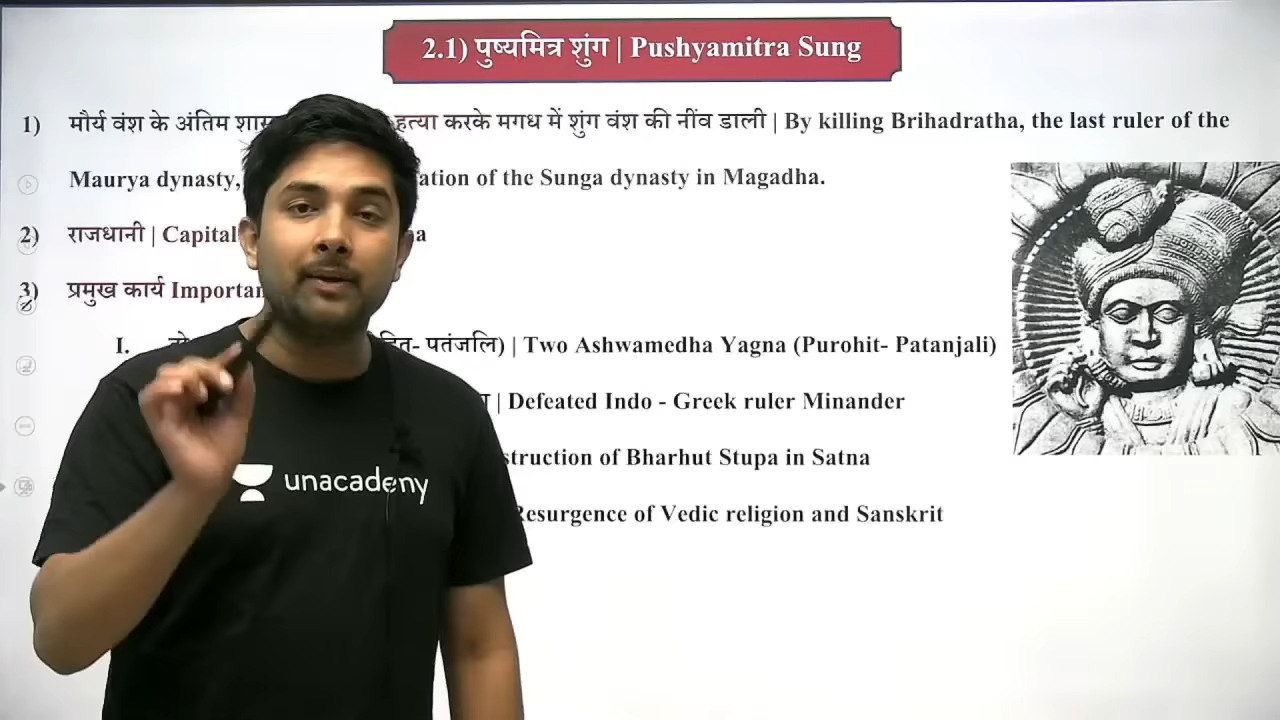 2.1) पुष्यमित्र शुंग | Pushyamitra Sung
1) मौर्य वंश के अंतिम हत्या करके मगध में शुंग वंश की नींव डाली | By killing Brihadratha, the last ruler of the
Maurya dynasty, ation of the Sunga dynasty in Magadha.
2) राजधानी | Capital a
3) प्रमुख कार्य Importan
I. पतंजलि) | Two Ashwamedha Yagna (Purohit- Patanjali)
| Defeated Indo - Greek ruler Minander
struction of Bharhut Stupa in Satna
Resurgence of Vedic religion and Sanskrit
unacademy